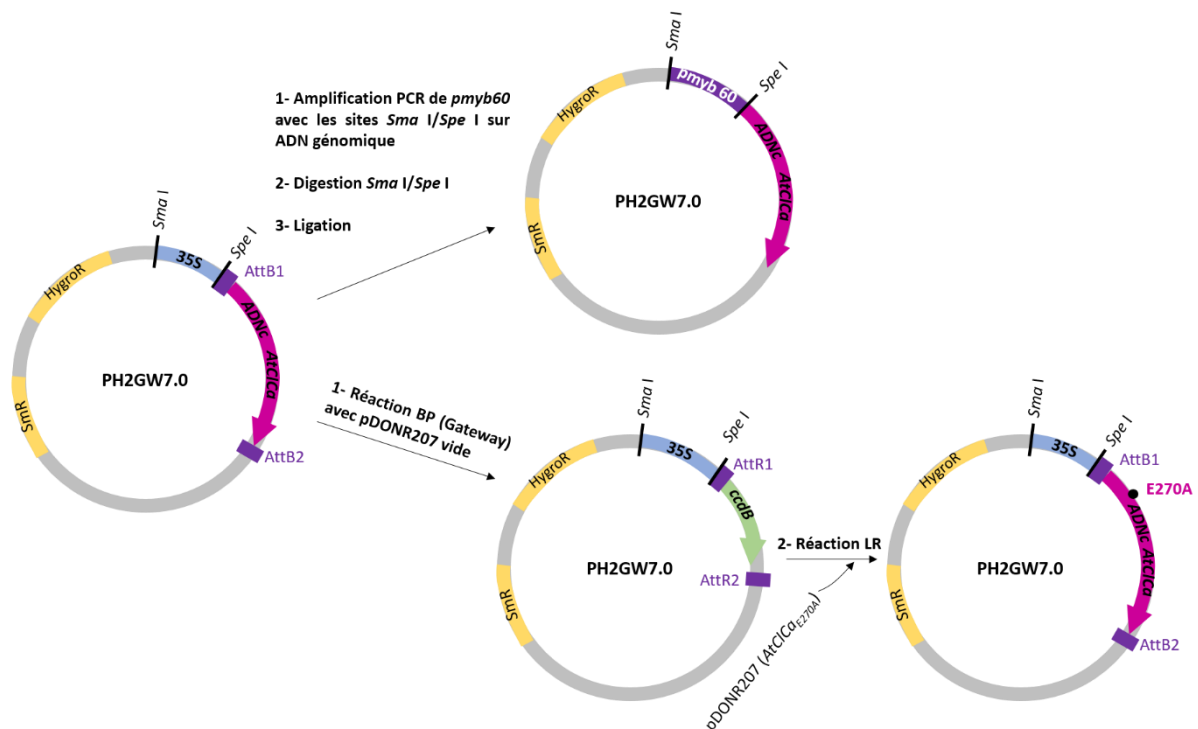 1- Amplification PCR de pmyb60
avec les sites Sma I/Spe I sur
ADN génomique
2- Digestion Sma I/Spe I
3- Ligation
Sma I
Spe I
pmyb 60
HygroR
ADNc AtClCa
SmR
PH2GW7.0
Sma I
Spe I
35S
AttB1
HygroR
ADNc AtClCa
SmR
PH2GW7.0
AttB2
1- Réaction BP (Gateway)
avec pDONR207 vide
Sma I
Spe I
35S
AttR1
HygroR
ccdB
SmR
PH2GW7.0
AttR2
2- Réaction LR
pDONR207 (AtClCaE270A)
Sma I
Spe I
35S
AttB1
E270A
HygroR
ADNc AtClCa
SmR
PH2GW7.0
AttB2